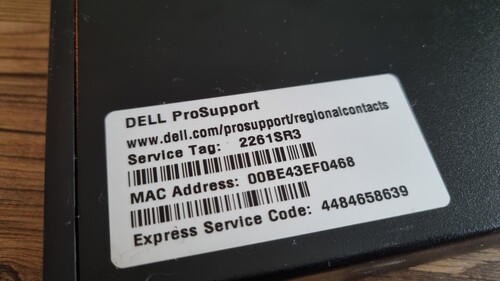 DELL ProSupport
www.dell.com/prosupport/regionalcontacts
Service Tag: 2261SR3
MAC Address: 00BE43EF0468
Express Service Code: 4484658639